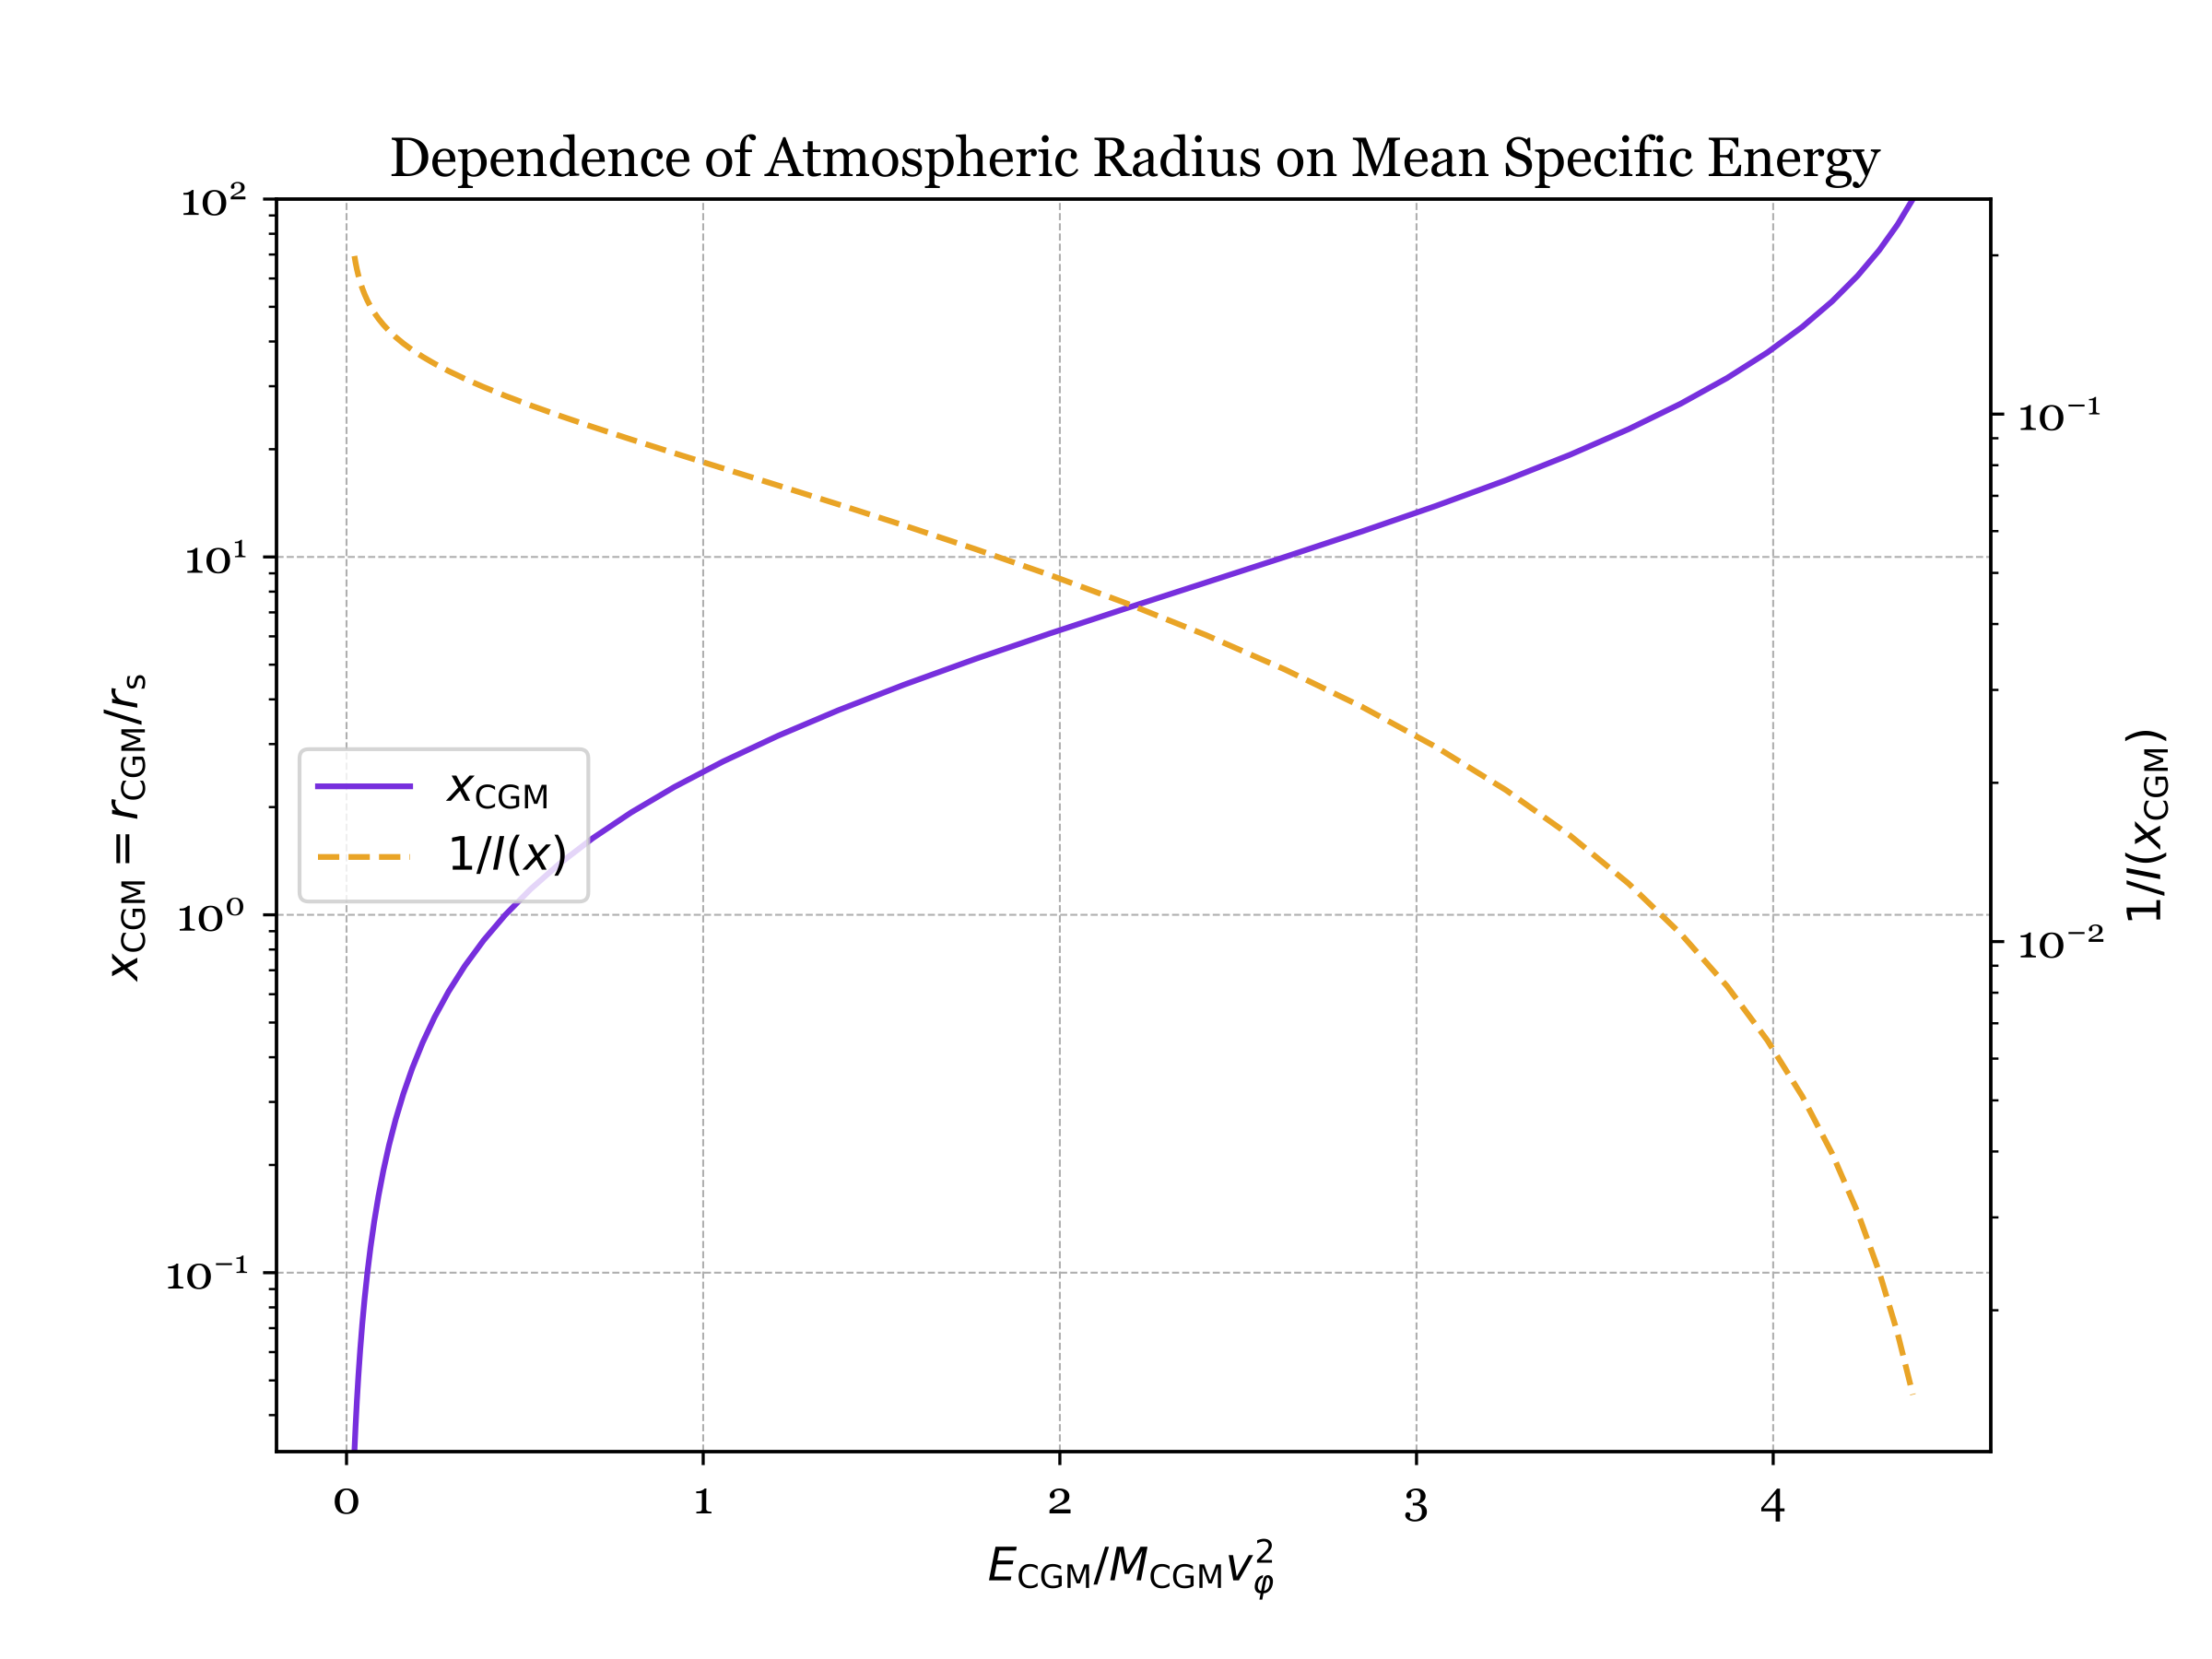 Dependence of Atmospheric Radius on Mean Specific Energy
10²
10¹
10⁰
10⁻¹
x_CGM = r_CGM/r_s
x_CGM
1/I(x)
10⁻¹
10⁻²
1/I(x_CGM)
0 1 2 3 4
E_CGM/M_CGM v_φ²